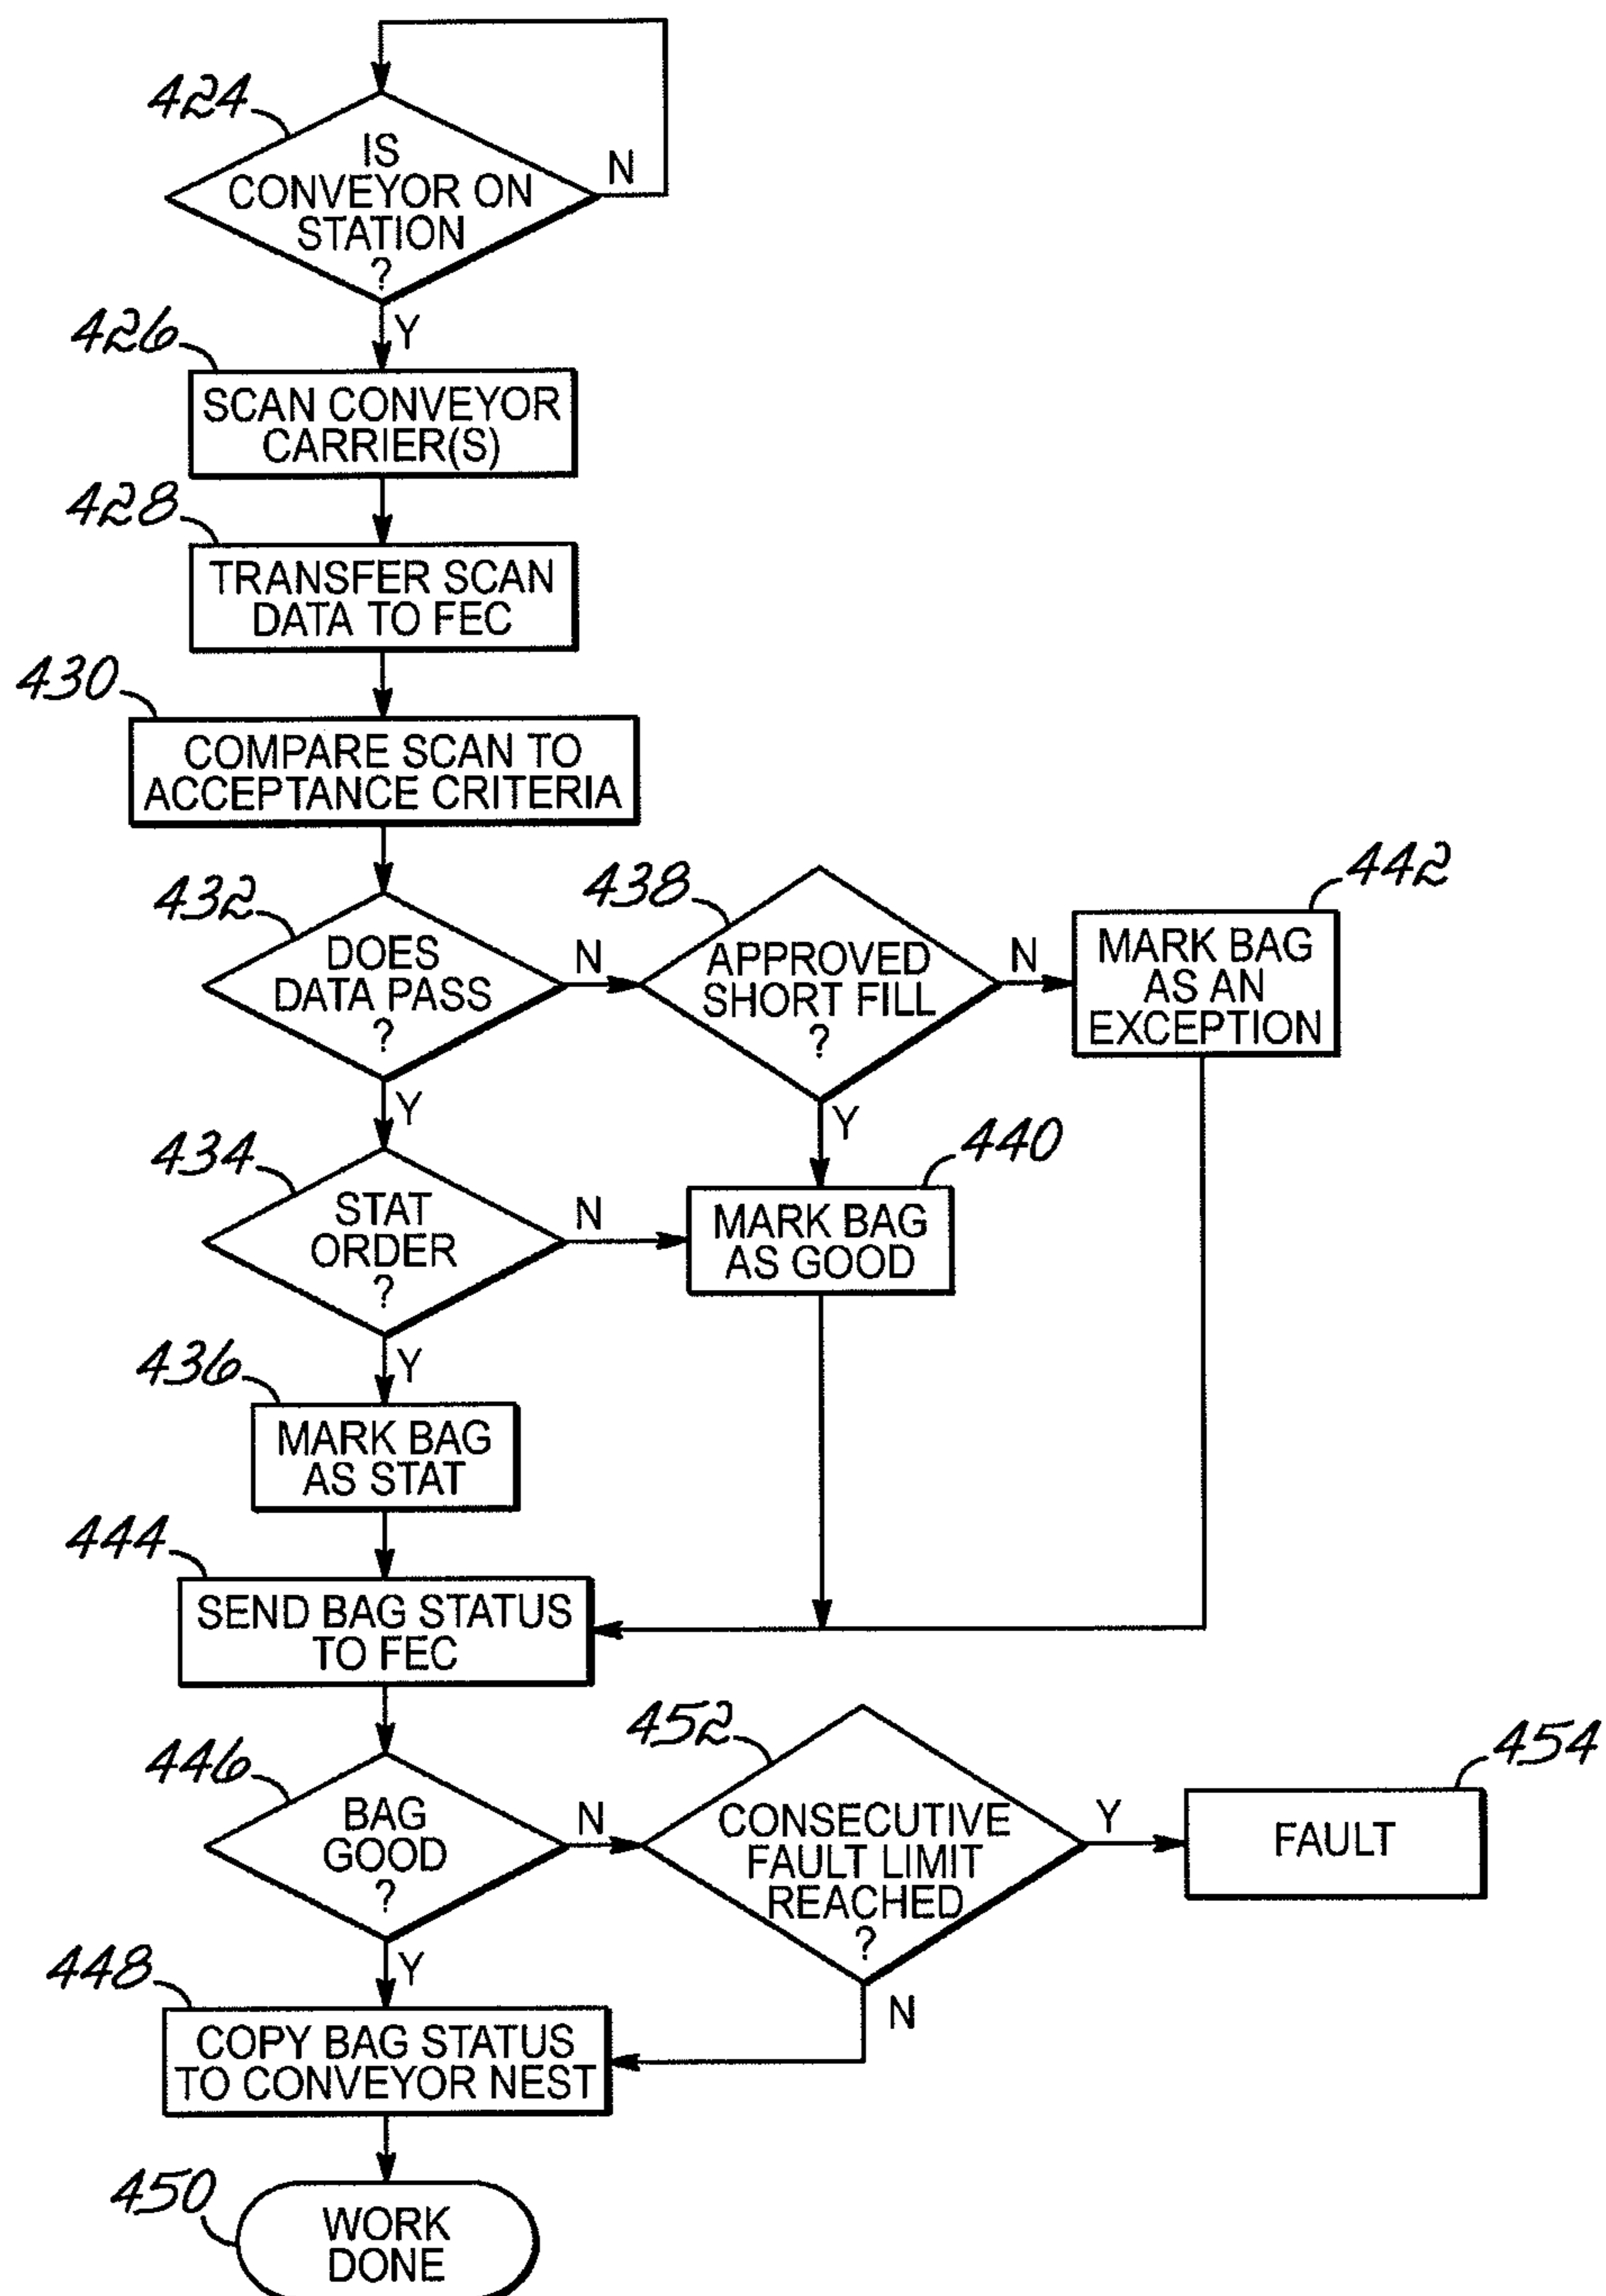 424
IS
CONVEYOR ON
STATION
?
N
Y
426
SCAN CONVEYOR
CARRIER(S)
428
TRANSFER SCAN
DATA TO FEC
430
COMPARE SCAN TO
ACCEPTANCE CRITERIA
432
DOES
DATA PASS
?
N
Y
438
APPROVED
SHORT FILL
?
N
Y
442
MARK BAG
AS AN
EXCEPTION
434
STAT
ORDER
?
N
Y
440
MARK BAG
AS GOOD
436
MARK BAG
AS STAT
444
SEND BAG STATUS
TO FEC
446
BAG
GOOD
?
N
Y
452
CONSECUTIVE
FAULT LIMIT
REACHED
?
Y
N
454
FAULT
448
COPY BAG STATUS
TO CONVEYOR NEST
450
WORK
DONE